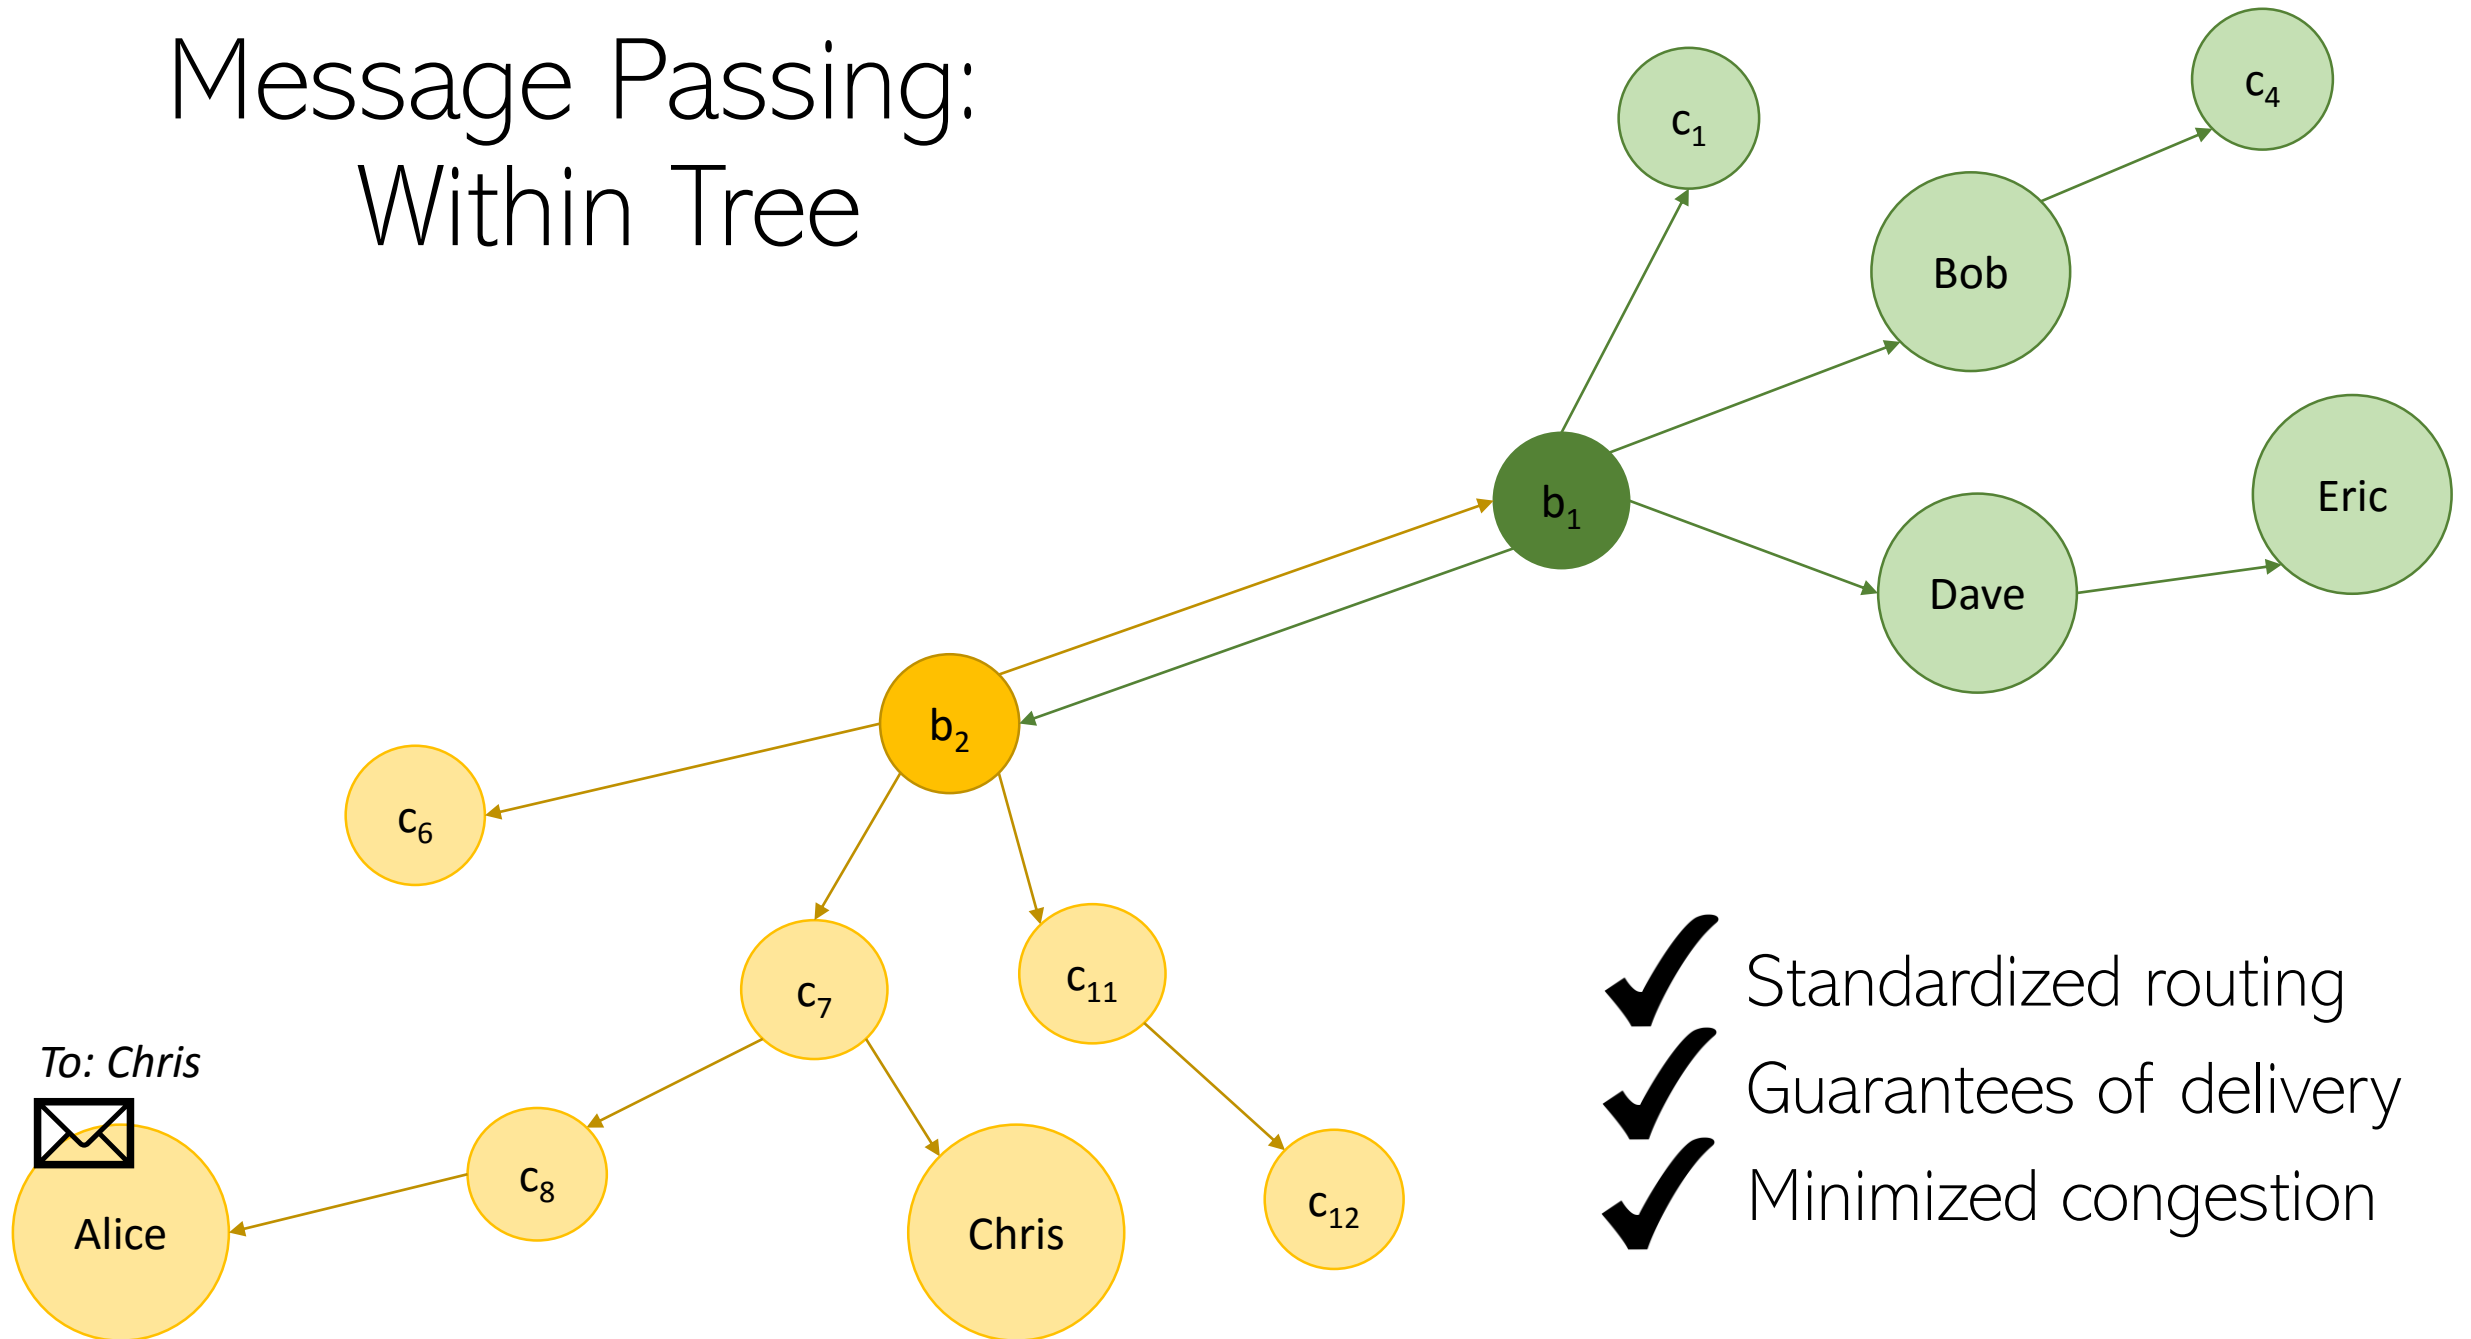 Message Passing:
Within Tree
c1
c4
Bob
b1
Eric
Dave
b2
c6
c7
c11
To: Chris
c8
Alice
Chris
c12
Standardized routing
Guarantees of delivery
Minimized congestion